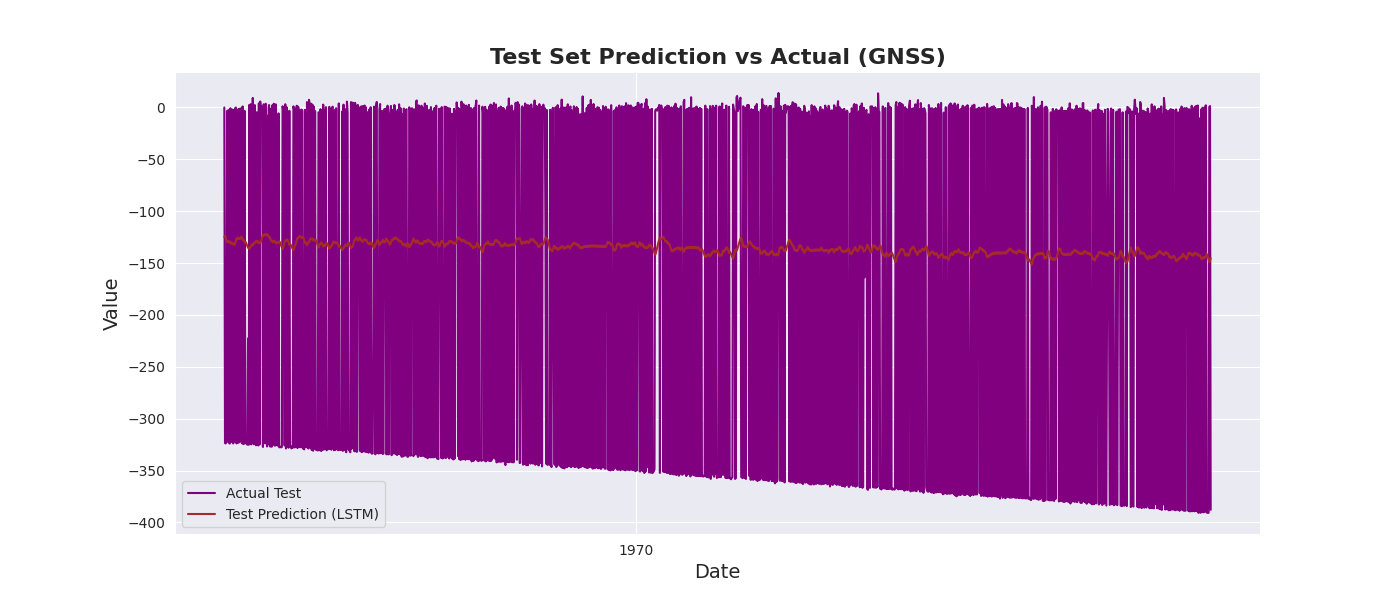 Test Set Prediction vs Actual (GNSS)
Value
0
−50
−100
−150
−200
−250
−300
−350
−400
Actual Test
Test Prediction (LSTM)
1970
Date